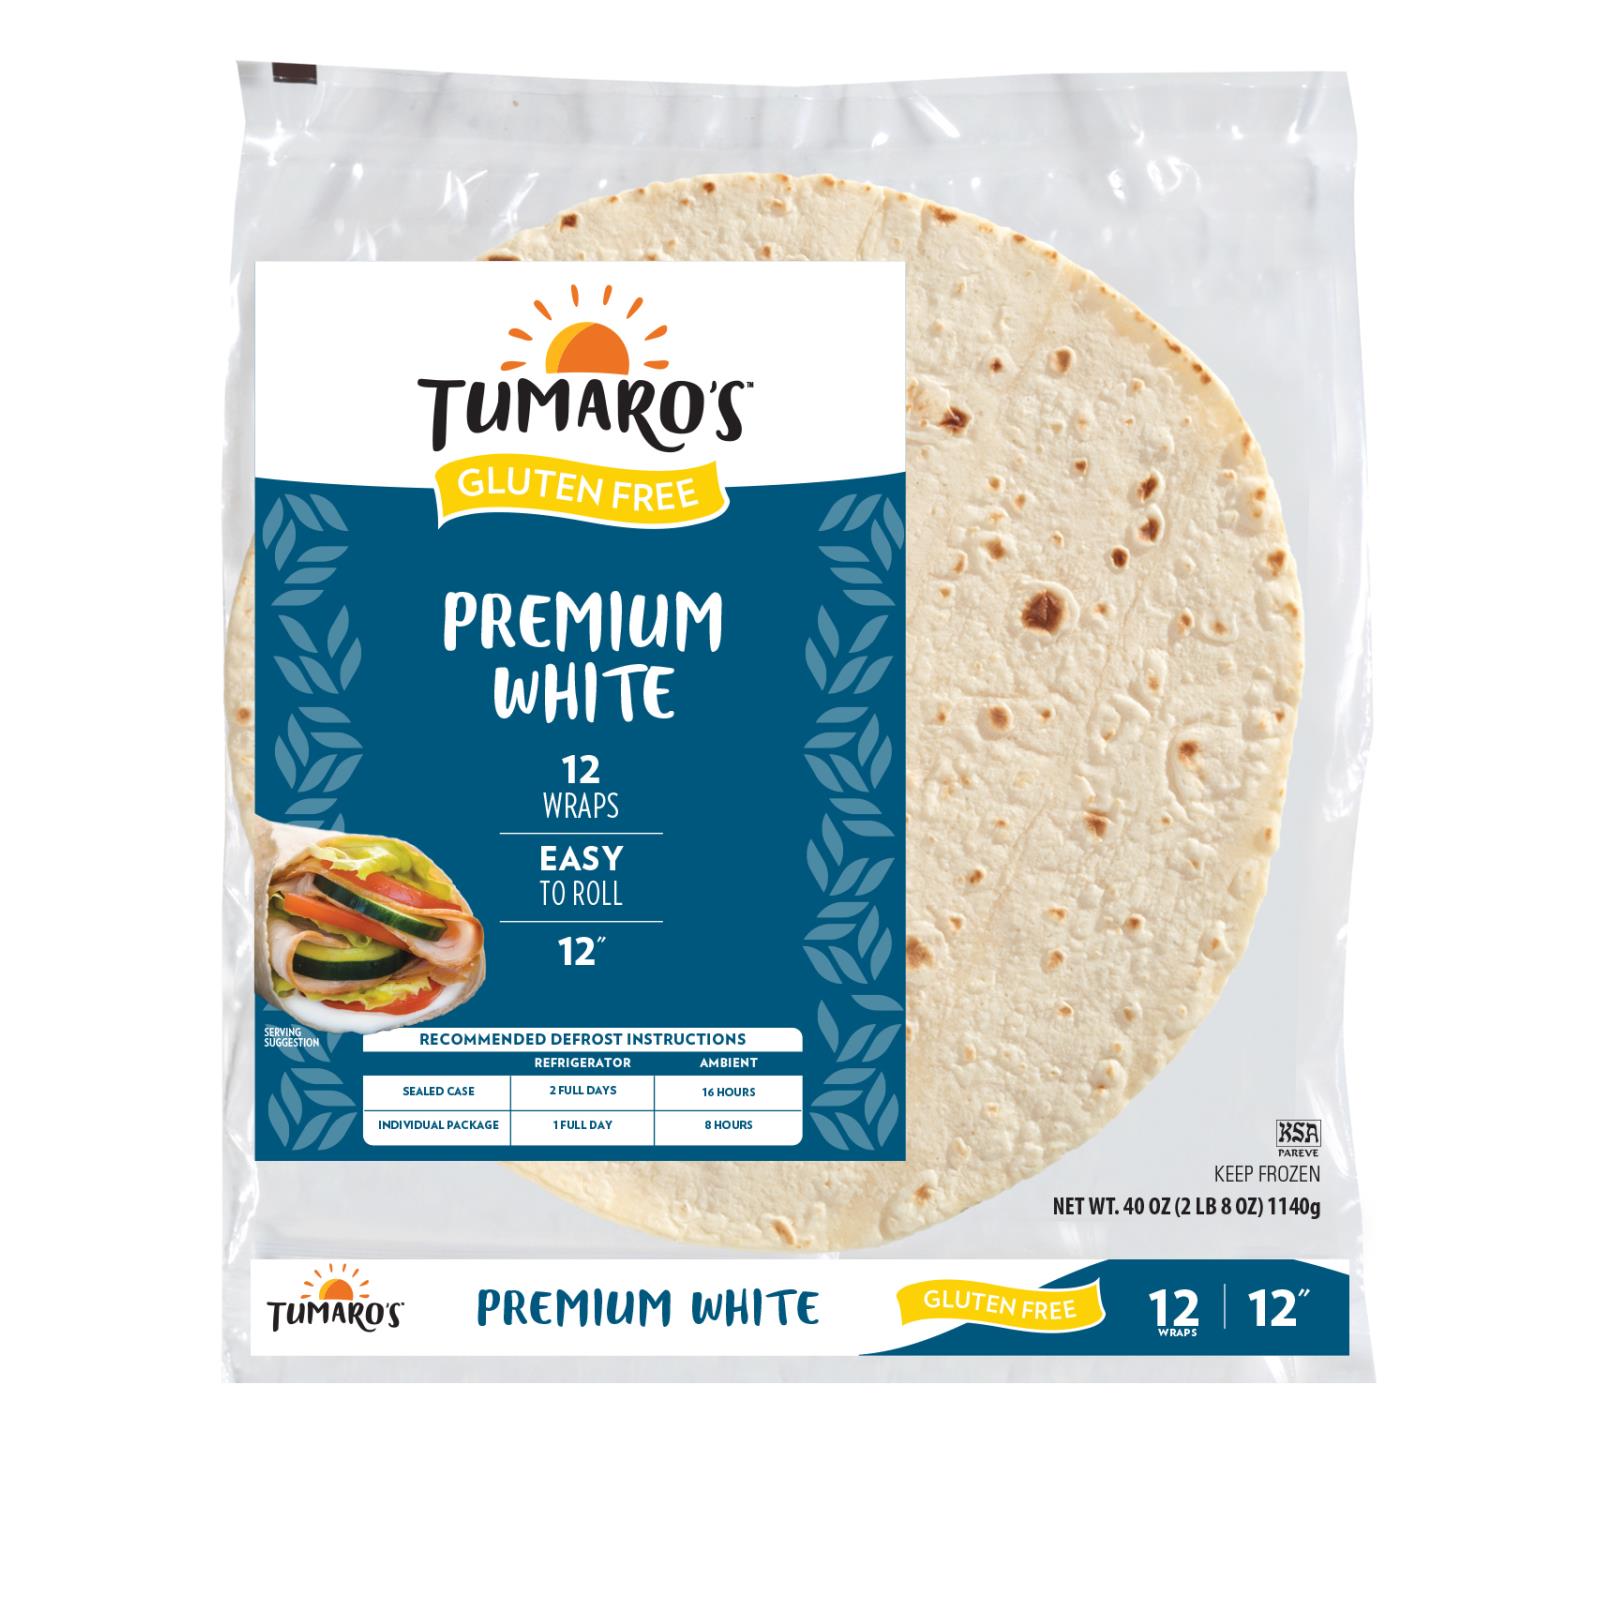 TUMARO'S™
GLUTEN FREE
PREMIUM
WHITE
12
WRAPS
EASY
TO ROLL
12″
SERVING
SUGGESTION
RECOMMENDED DEFROST INSTRUCTIONS
REFRIGERATOR AMBIENT
SEALED CASE 2 FULL DAYS 16 HOURS
INDIVIDUAL PACKAGE 1 FULL DAY 8 HOURS
KSA
PAREVE
KEEP FROZEN
NET WT. 40 OZ (2 LB 8 OZ) 1140g
TUMARO'S™ PREMIUM WHITE GLUTEN FREE 12 12″
WRAPS